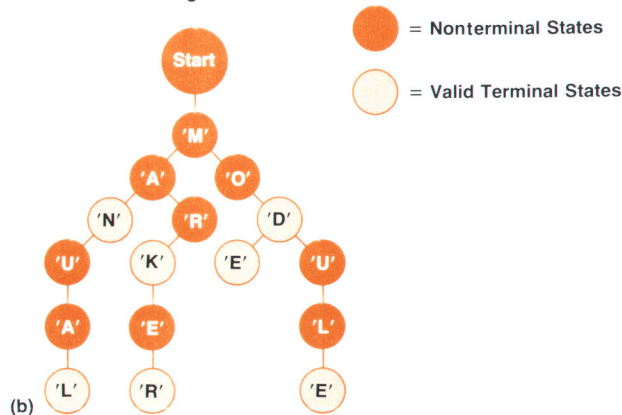 = Nonterminal States
Start
= Valid Terminal States
'M'
'A' 'O'
'N' 'R' 'D'
'U' 'K' 'E' 'U'
'A' 'E' 'L'
(b) 'L' 'R' 'E'